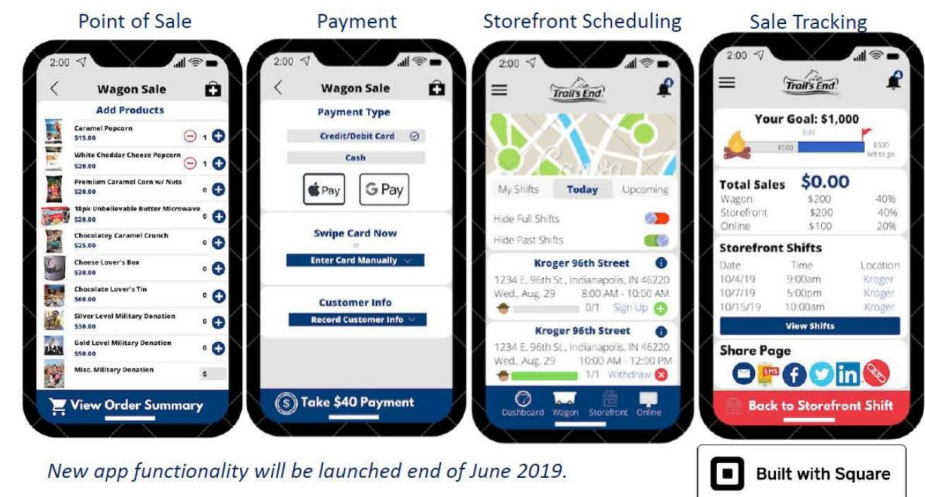 Point of Sale
2:00
Wagon Sale
Add Products
Caramel Popcorn
$15.00
1
White Cheddar Cheese Popcorn
$20.00
1
Premium Caramel Corn w/ Nuts
$20.00
0
18pk Unbelievable Butter Microwave
$20.00
0
Chocolatey Caramel Crunch
$25.00
0
Cheese Lover's Box
$30.00
0
Chocolate Lover's Tin
$60.00
0
Silver Level Military Donation
$30.00
0
Gold Level Military Donation
$50.00
0
Misc. Military Donation
$
View Order Summary
Payment
2:00
Wagon Sale
Payment Type
Credit/Debit Card
Cash
Pay
G Pay
Swipe Card Now
or
Enter Card Manually
Customer Info
Record Customer Info
Take $40 Payment
Storefront Scheduling
2:00
Trail's End
My Shifts Today Upcoming
Hide Full Shifts
Hide Past Shifts
Kroger 96th Street
1234 E. 96th St., Indianapolis, IN 46220
Wed., Aug. 29 8:00 AM - 10:00 AM
0/1 Sign Up
Kroger 96th Street
1234 E. 96th St., Indianapolis, IN 46220
Wed., Aug. 29 10:00 AM - 12:00 PM
1/1 Withdraw
Dashboard Wagon Storefront Online
Sale Tracking
2:00
Trail's End
4
Your Goal: $1,000
Edit
$500
$500
left to go
Total Sales $0.00
Wagon $200 40%
Storefront $200 40%
Online $100 20%
Storefront Shifts
Date Time Location
10/4/19 9:00am Kroger
10/7/19 5:00pm Kroger
10/15/19 10:00am Kroger
View Shifts
Share Page
SMS
in
Back to Storefront Shift
New app functionality will be launched end of June 2019.
Built with Square